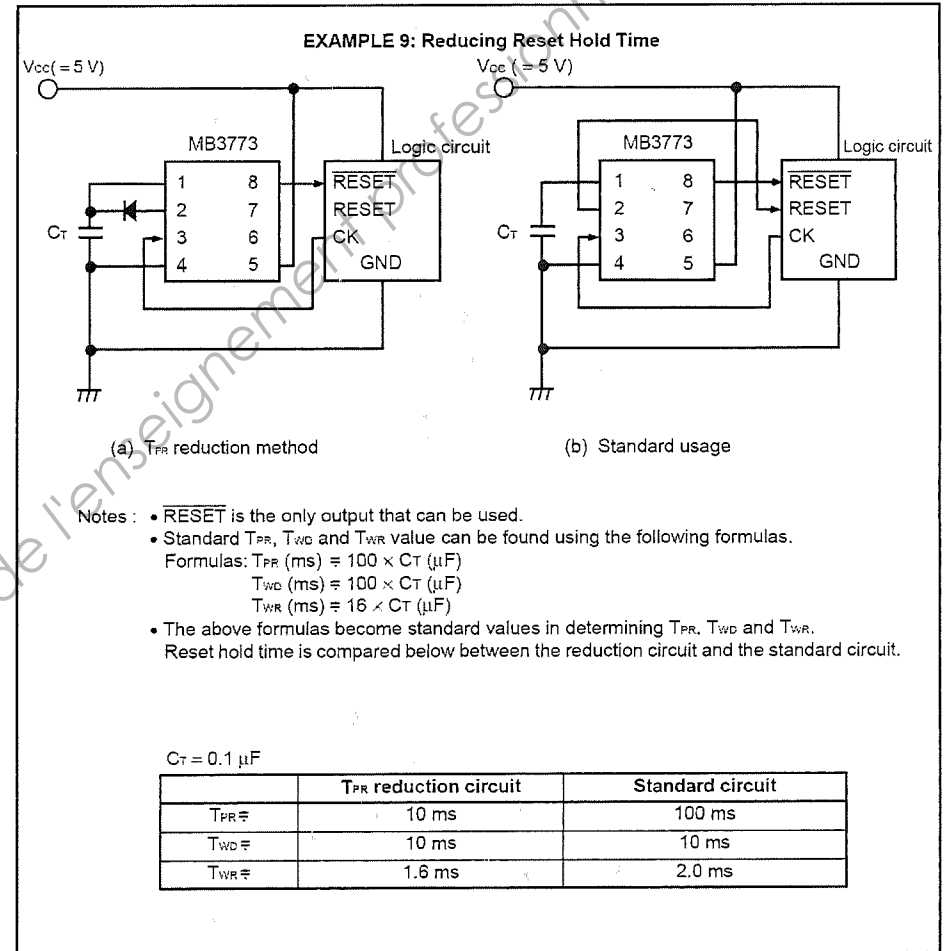 EXAMPLE 9: Reducing Reset Hold Time
Vcc(=5 V)
Vcc (=5 V)
MB3773
Logic circuit
1 8 RESET
2 7 RESET
CT
3 6 CK
4 5 GND
MB3773
Logic circuit
1 8 RESET
2 7 RESET
CT
3 6 CK
4 5 GND
(a) TPR reduction method
(b) Standard usage
Notes : • RESET is the only output that can be used.
• Standard TPR, TWD and TWR value can be found using the following formulas.
Formulas: TPR (ms) ≒ 100 × CT (μF)
TWD (ms) ≒ 100 × CT (μF)
TWR (ms) ≒ 16 × CT (μF)
• The above formulas become standard values in determining TPR, TWD and TWR.
Reset hold time is compared below between the reduction circuit and the standard circuit.
CT = 0.1 μF
TPR reduction circuit Standard circuit
TPR≒ 10 ms 100 ms
TWD≒ 10 ms 10 ms
TWR≒ 1.6 ms 2.0 ms
de l'enseignement